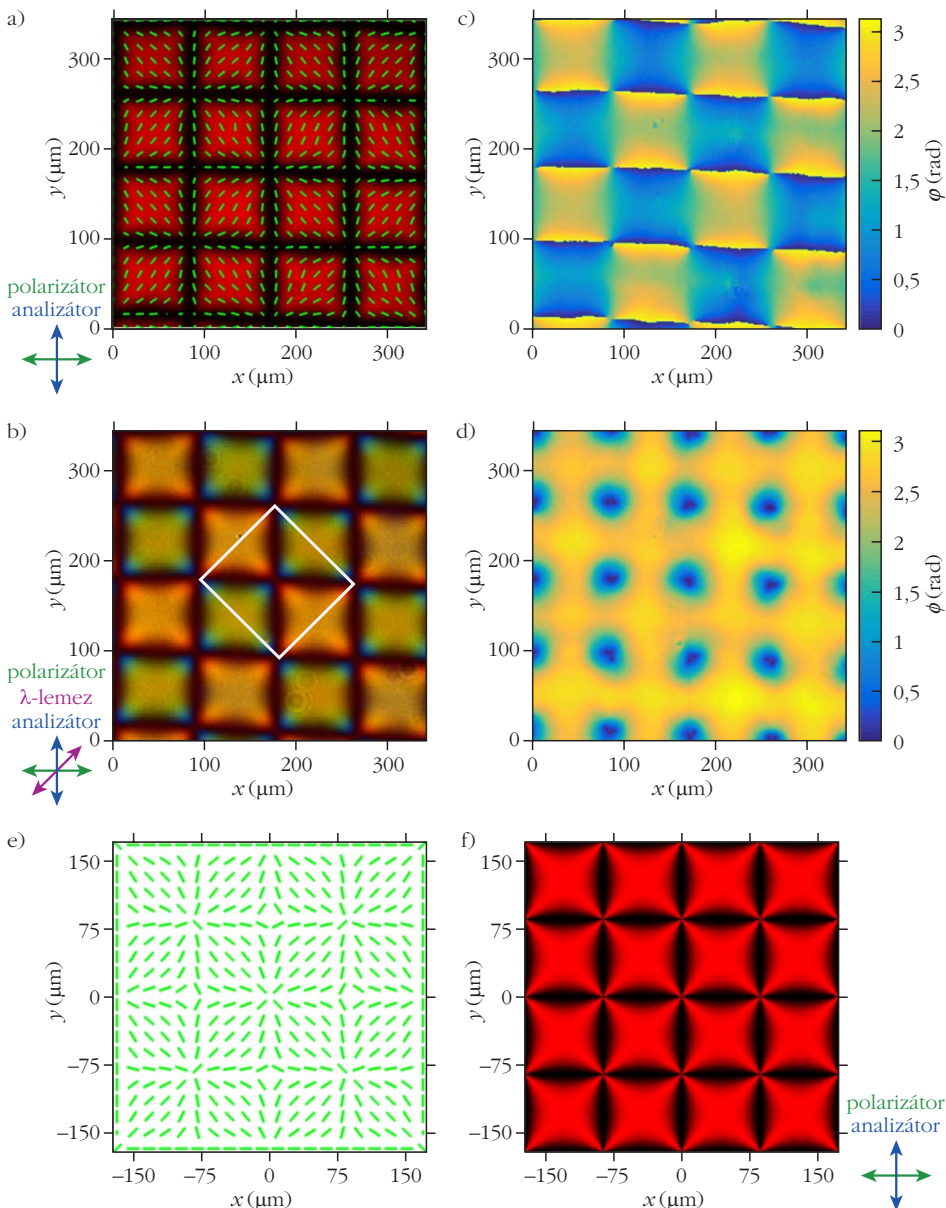 a)
300
200
100
0
0
100
200
300
y (µm)
x (µm)
polarizátor
analizátor
c)
300
200
100
0
0
100
200
300
y (µm)
x (µm)
3
2,5
2
1,5
1
0,5
0
φ (rad)
b)
300
200
100
0
0
100
200
300
y (µm)
x (µm)
polarizátor
λ-lemez
analizátor
d)
300
200
100
0
0
100
200
300
y (µm)
x (µm)
3
2,5
2
1,5
1
0,5
0
ϕ (rad)
e)
150
75
0
−75
−150
−150
−75
0
75
150
y (µm)
x (µm)
f)
150
75
0
−75
−150
−150
−75
0
75
150
y (µm)
x (µm)
polarizátor
analizátor